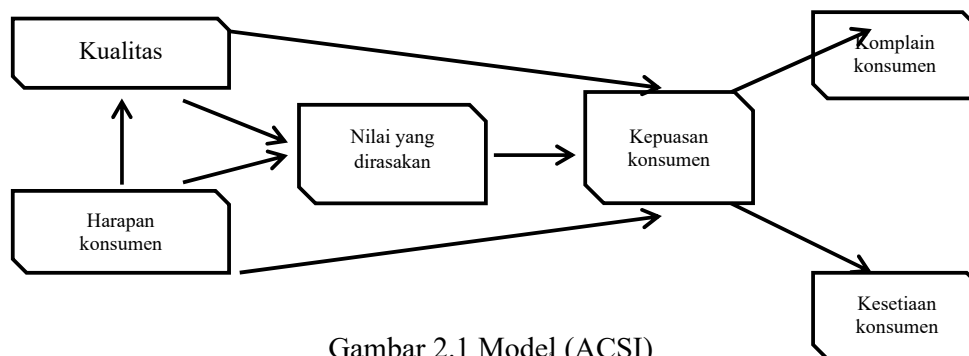 Kualitas
Komplain
konsumen
Nilai yang
dirasakan
Kepuasan
konsumen
Harapan
konsumen
Kesetiaan
konsumen
Gambar 2.1 Model (ACSI)